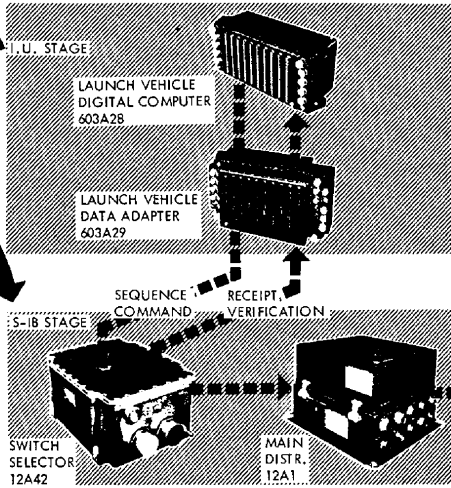 I.U. STAGE
LAUNCH VEHICLE
DIGITAL COMPUTER
603A28
LAUNCH VEHICLE
DATA ADAPTER
603A29
SEQUENCE
COMMAND
RECEIPT,
VERIFICATION
S-IB STAGE
SWITCH
SELECTOR
12A42
MAIN
DISTR.
12A1